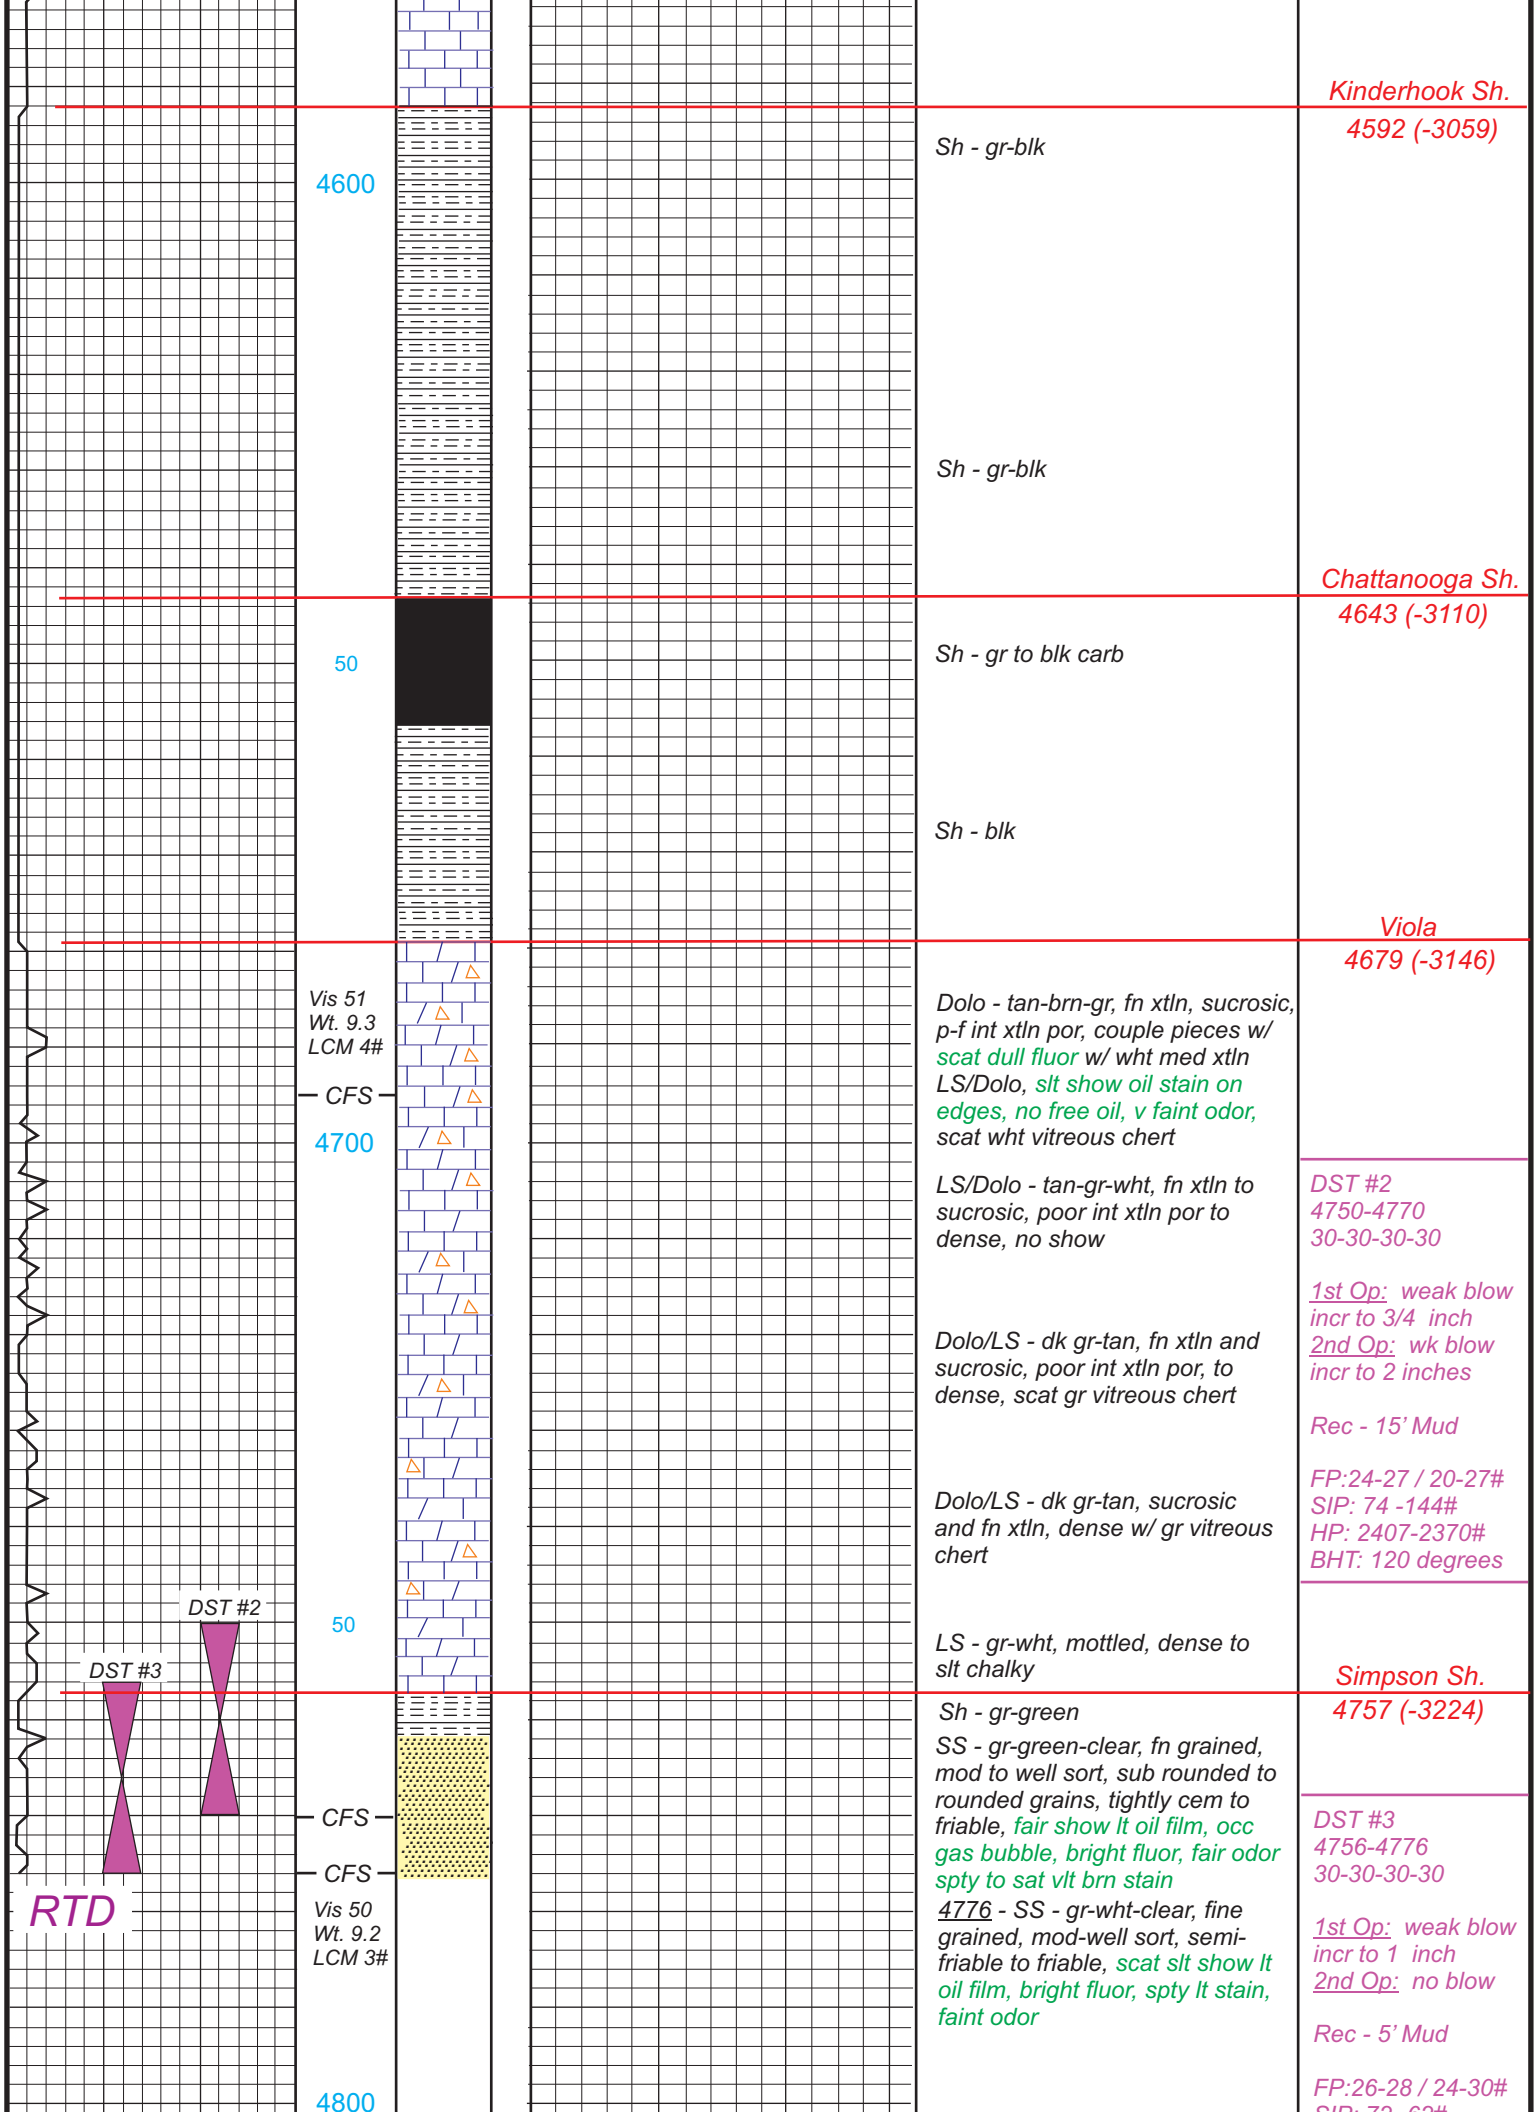 Kinderhook Sh.
4592 (-3059)
Sh - gr-blk
4600
Sh - gr-blk
Chattanooga Sh.
4643 (-3110)
50
Sh - gr to blk carb
Sh - blk
Viola
4679 (-3146)
Vis 51
Wt. 9.3
LCM 4#
CFS
4700
Dolo - tan-brn-gr, fn xtln, sucrosic,
p-f int xtln por, couple pieces w/
scat dull fluor w/ wht med xtln
LS/Dolo, slt show oil stain on
edges, no free oil, v faint odor,
scat wht vitreous chert
LS/Dolo - tan-gr-wht, fn xtln to
sucrosic, poor int xtln por to
dense, no show
Dolo/LS - dk gr-tan, fn xtln and
sucrosic, poor int xtln por, to
dense, scat gr vitreous chert
Dolo/LS - dk gr-tan, sucrosic
and fn xtln, dense w/ gr vitreous
chert
DST #2
4750-4770
30-30-30-30
1st Op: weak blow
incr to 3/4 inch
2nd Op: wk blow
incr to 2 inches
Rec - 15' Mud
FP:24-27 / 20-27#
SIP: 74 -144#
HP: 2407-2370#
BHT: 120 degrees
DST #2
50
DST #3
LS - gr-wht, mottled, dense to
slt chalky
Simpson Sh.
4757 (-3224)
Sh - gr-green
SS - gr-green-clear, fn grained,
mod to well sort, sub rounded to
rounded grains, tightly cem to
friable, fair show lt oil film, occ
gas bubble, bright fluor, fair odor
spty to sat vlt brn stain
CFS
CFS
RTD
Vis 50
Wt. 9.2
LCM 3#
4776 - SS - gr-wht-clear, fine
grained, mod-well sort, semi-
friable to friable, scat slt show lt
oil film, bright fluor, spty lt stain,
faint odor
DST #3
4756-4776
30-30-30-30
1st Op: weak blow
incr to 1 inch
2nd Op: no blow
Rec - 5' Mud
FP:26-28 / 24-30#
4800